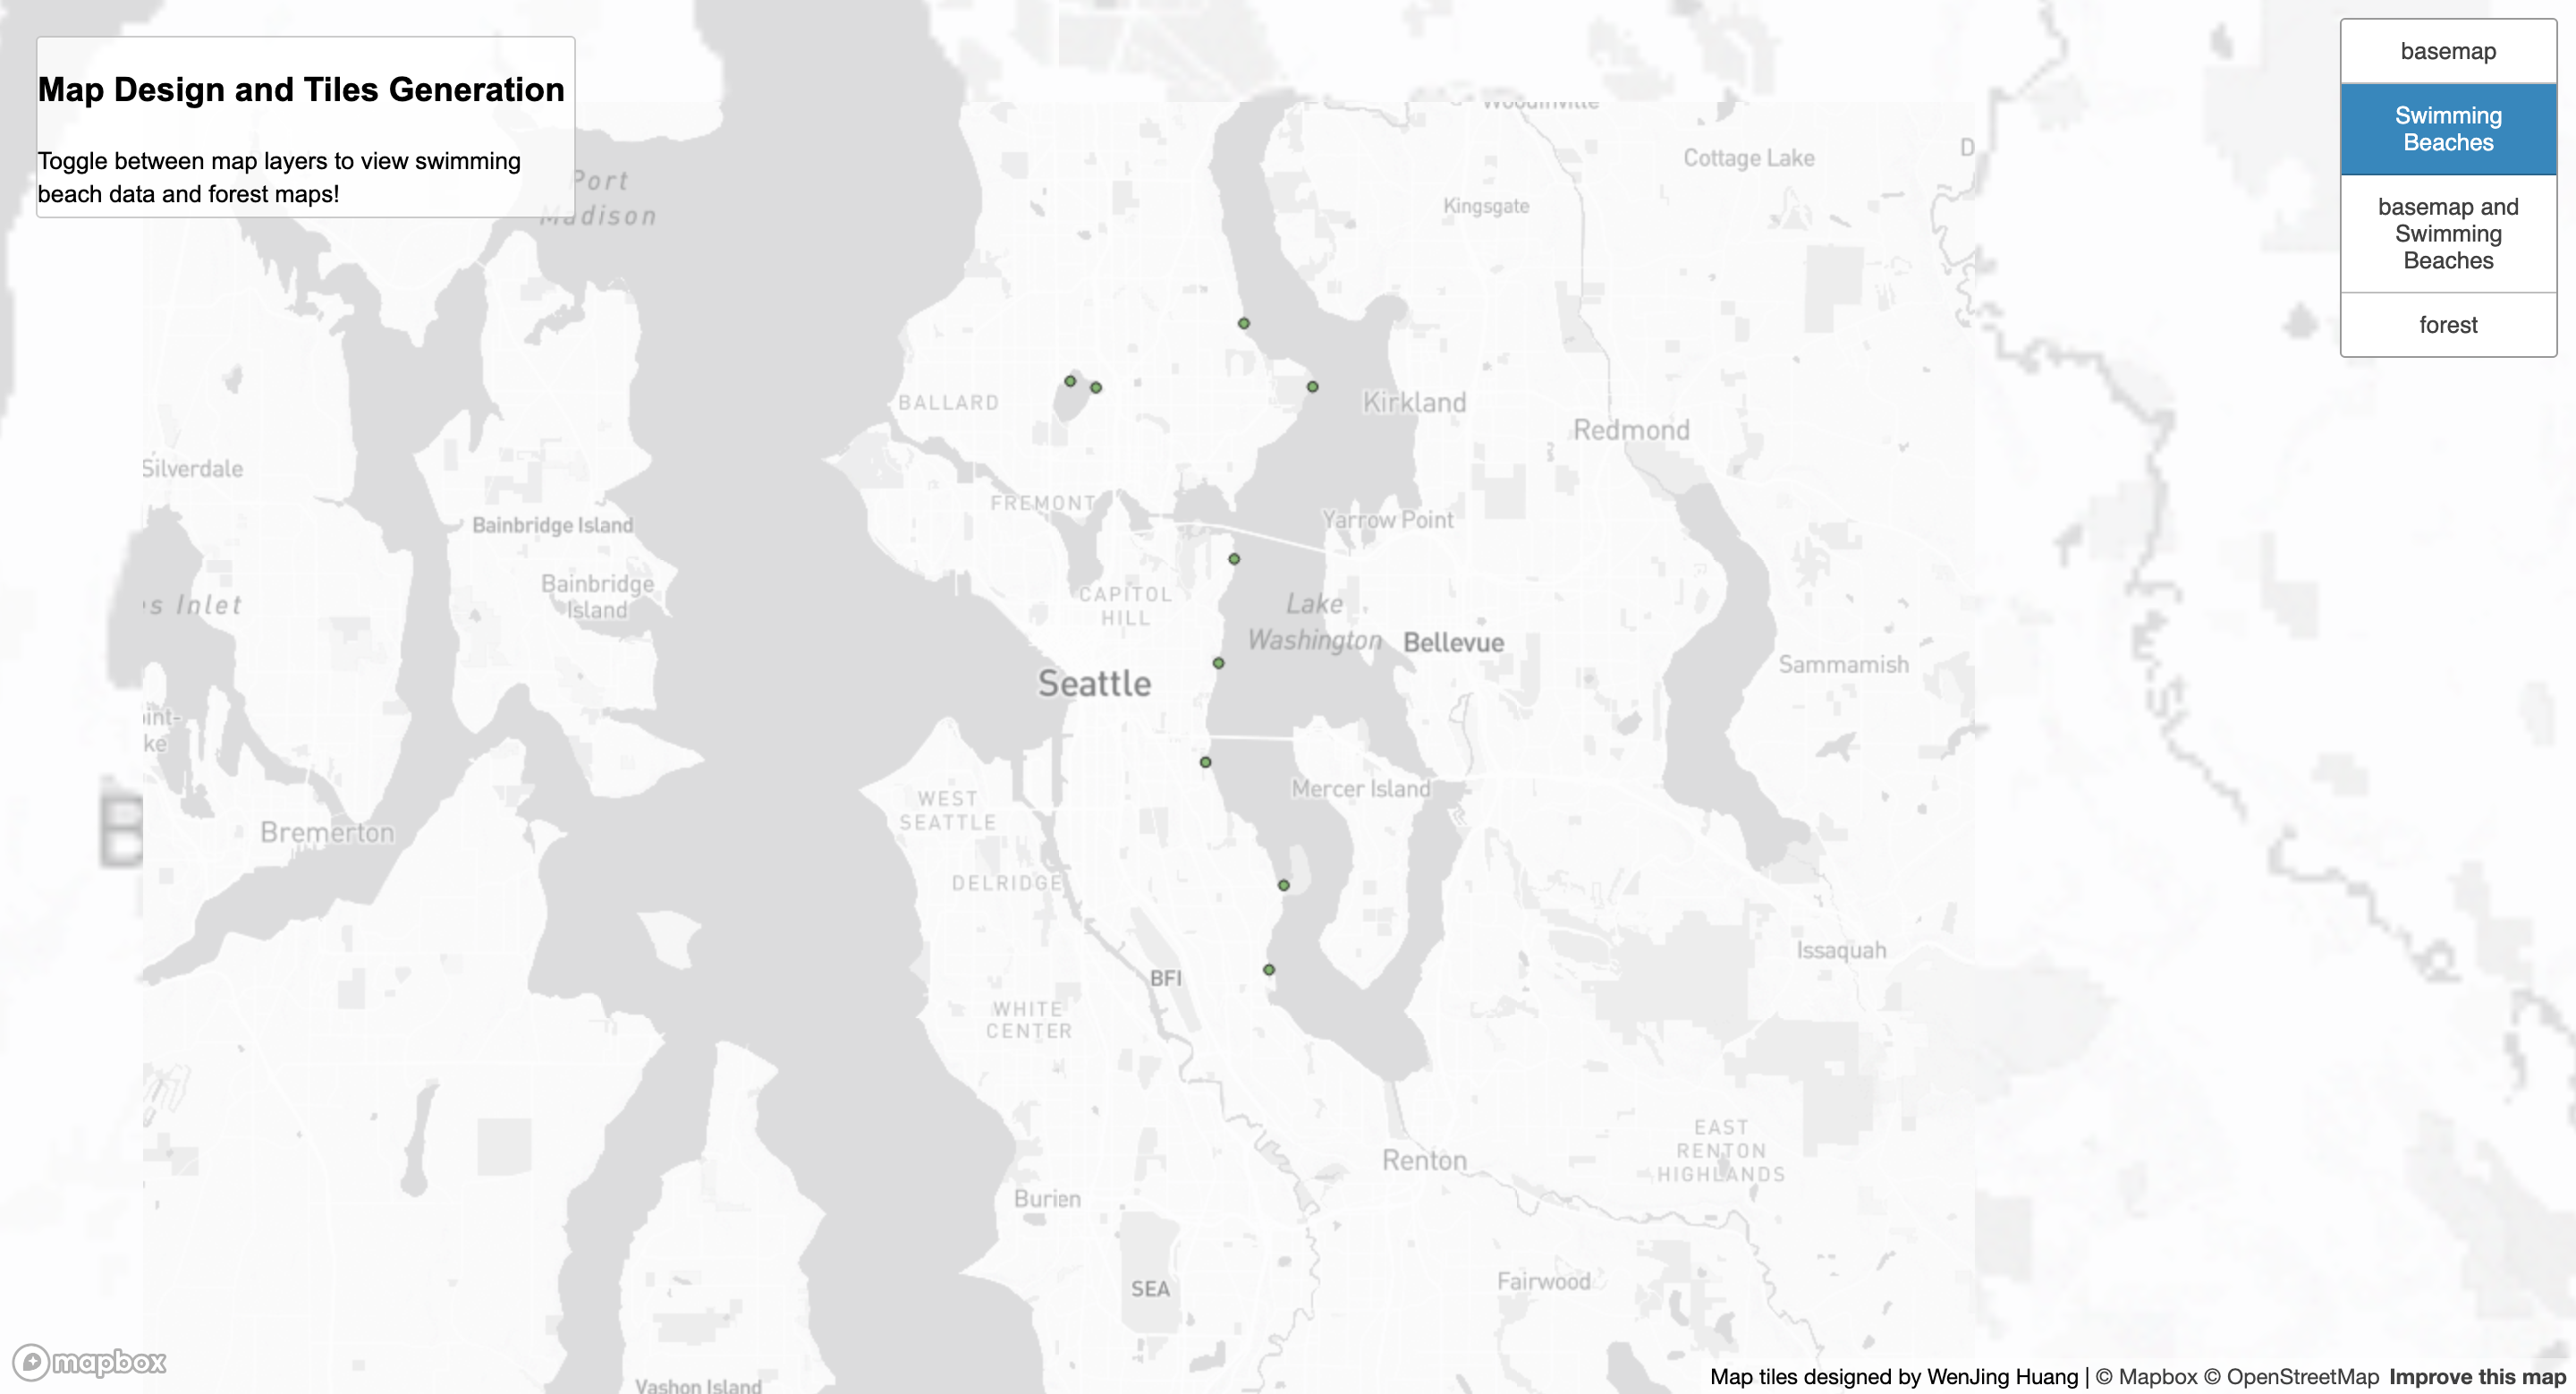 Map Design and Tiles Generation
Toggle between map layers to view swimming
beach data and forest maps!
basemap
Swimming
Beaches
basemap and
Swimming
Beaches
forest
Port
Madison
Woodinville
Cottage Lake
D
Kingsgate
BALLARD
Kirkland
Redmond
Silverdale
FREMONT
Bainbridge Island
Yarrow Point
Bainbridge
Island
s Inlet
CAPITOL
HILL
Lake
Washington
Bellevue
Sammamish
Seattle
int-
ke
Mercer Island
WEST
SEATTLE
B
Bremerton
DELRIDGE
Issaquah
BFI
WHITE
CENTER
EAST
RENTON
HIGHLANDS
Renton
Burien
SEA
Fairwood
Vashon Island
mapbox
Map tiles designed by WenJing Huang | © Mapbox © OpenStreetMap Improve this map